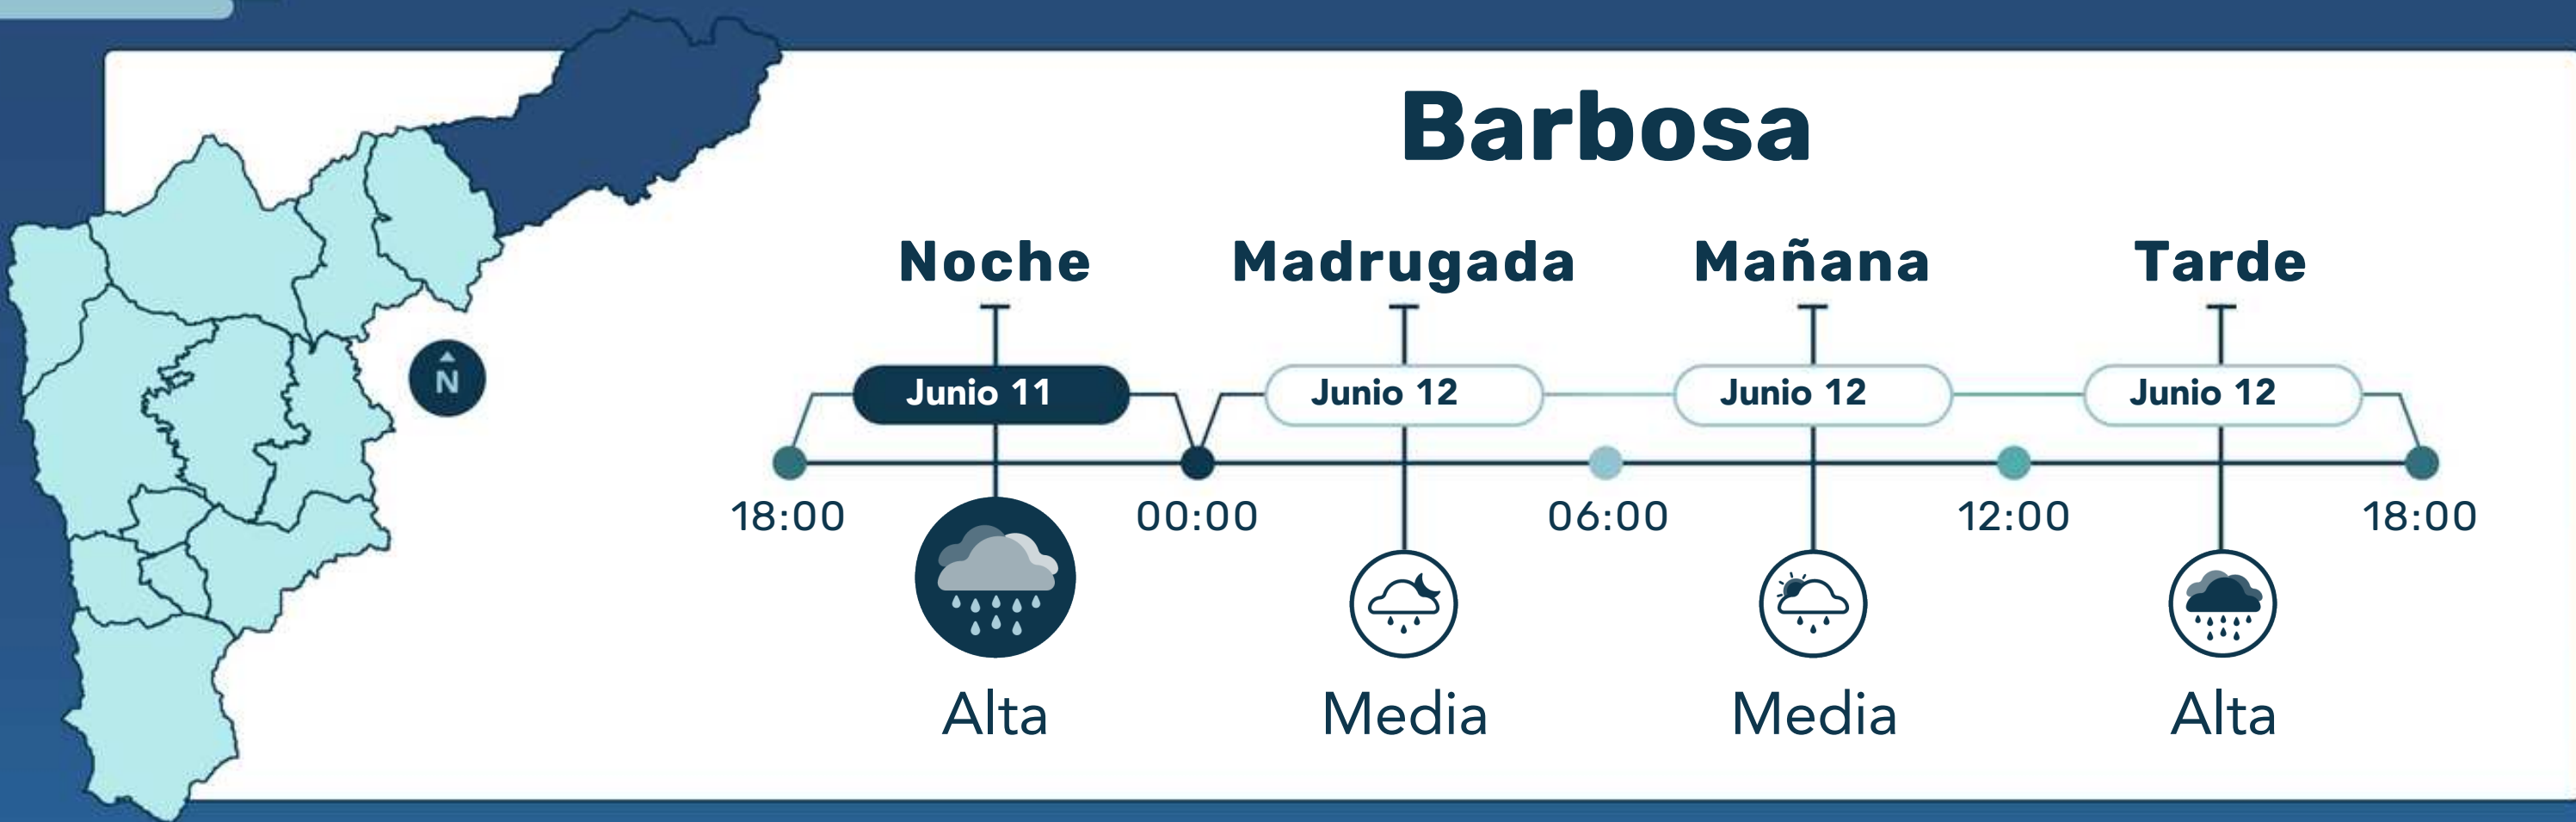 Barbosa
Noche Madrugada Mañana Tarde
N
Junio 11 Junio 12 Junio 12 Junio 12
18:00 00:00 06:00 12:00 18:00
Alta Media Media Alta